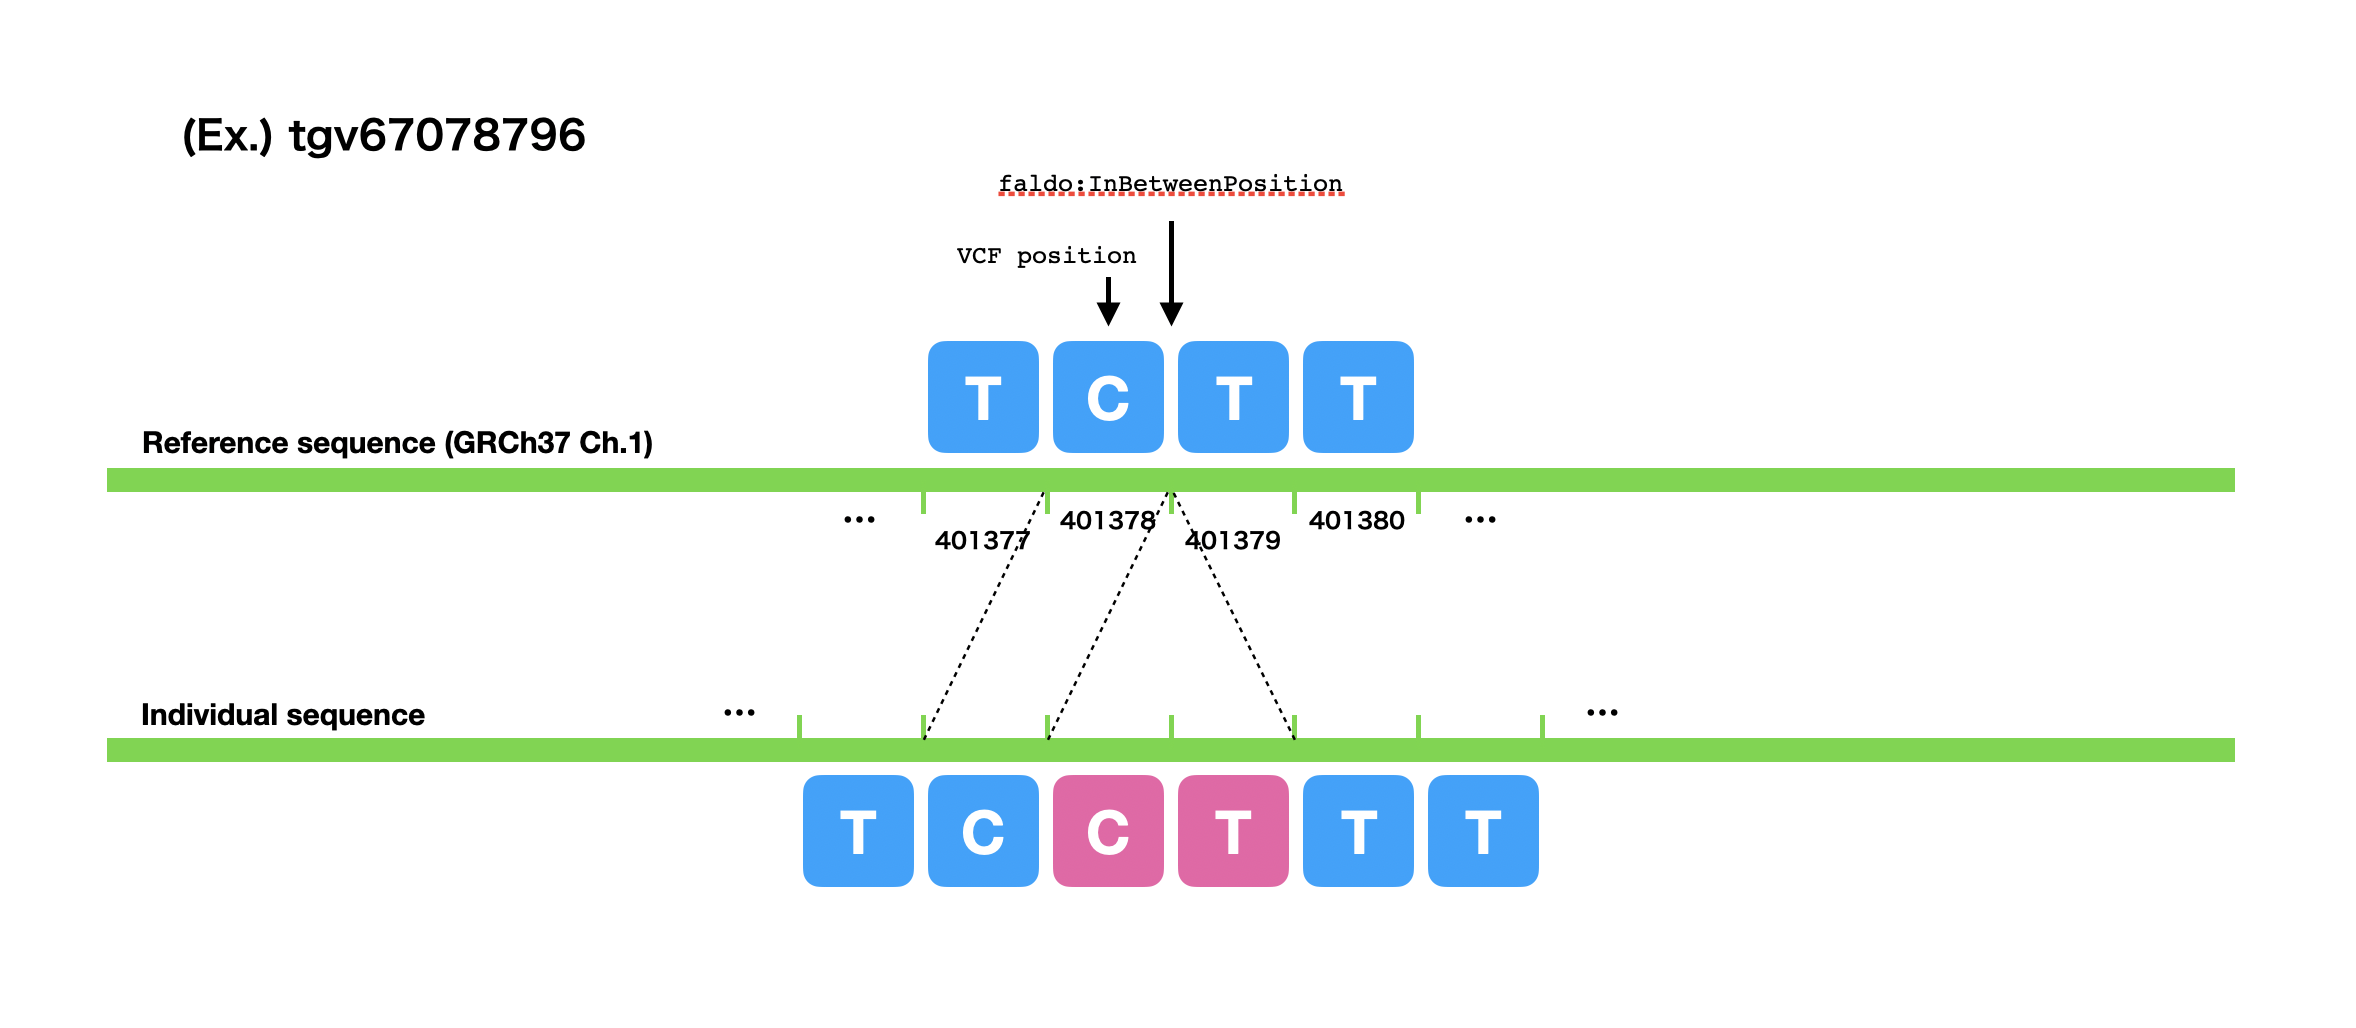 (Ex.) tgv67078796
faldo:InBetweenPosition
VCF position
T C T T
Reference sequence (GRCh37 Ch.1)
... 401377 401378 401379 401380 ...
Individual sequence
... ...
T C C T T T